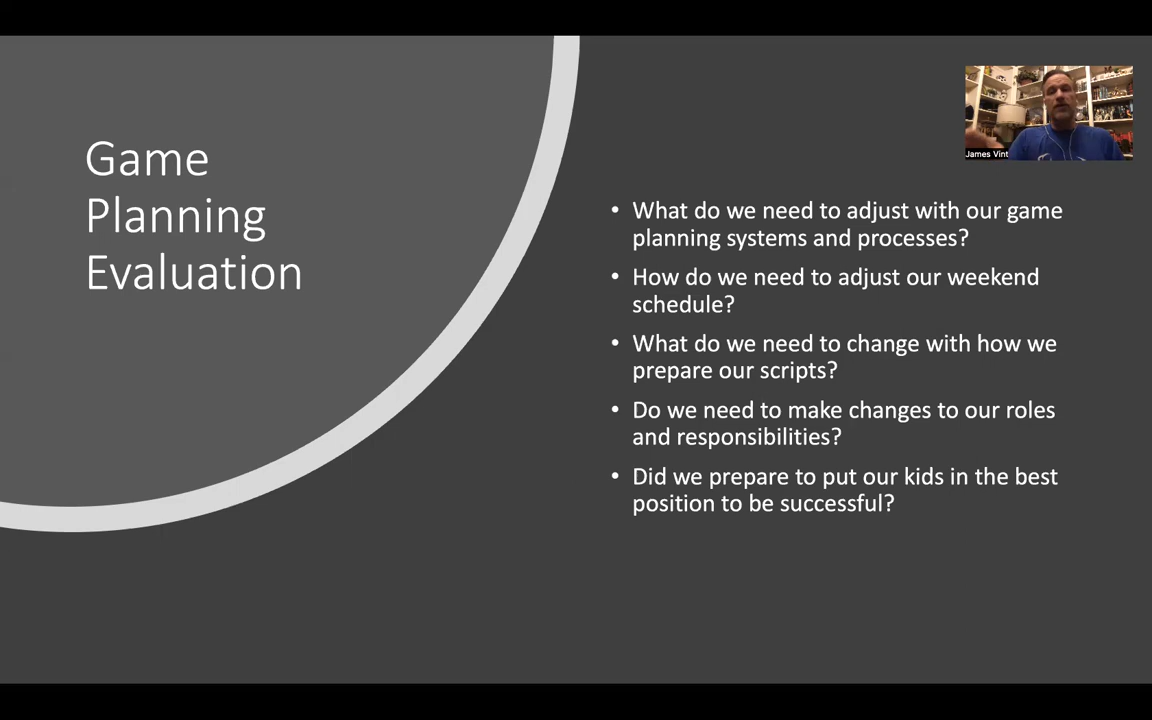 Game
Planning
Evaluation
James Vint
• What do we need to adjust with our game
planning systems and processes?
• How do we need to adjust our weekend
schedule?
• What do we need to change with how we
prepare our scripts?
• Do we need to make changes to our roles
and responsibilities?
• Did we prepare to put our kids in the best
position to be successful?